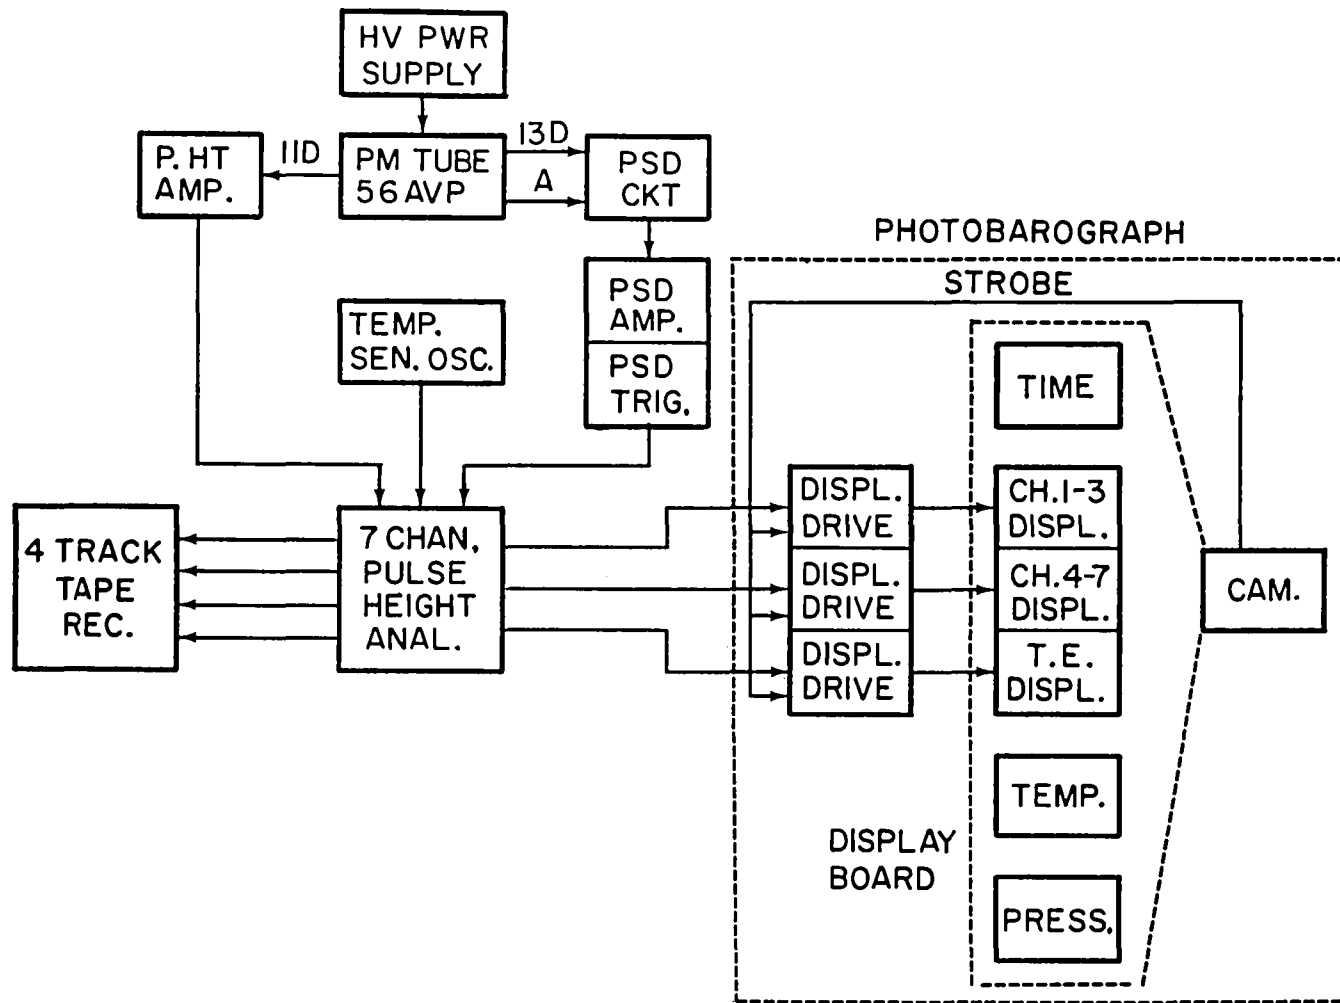 HV PWR
SUPPLY
P. HT
AMP.
11D
PM TUBE
56 AVP
13D
A
PSD
CKT
PHOTOBAROGRAPH
STROBE
PSD
AMP.
PSD
TRIG.
TEMP.
SEN. OSC.
TIME
4 TRACK
TAPE
REC.
7 CHAN.
PULSE
HEIGHT
ANAL.
DISPL.
DRIVE
DISPL.
DRIVE
DISPL.
DRIVE
CH.1-3
DISPL.
CH.4-7
DISPL.
T.E.
DISPL.
CAM.
TEMP.
DISPLAY
BOARD
PRESS.